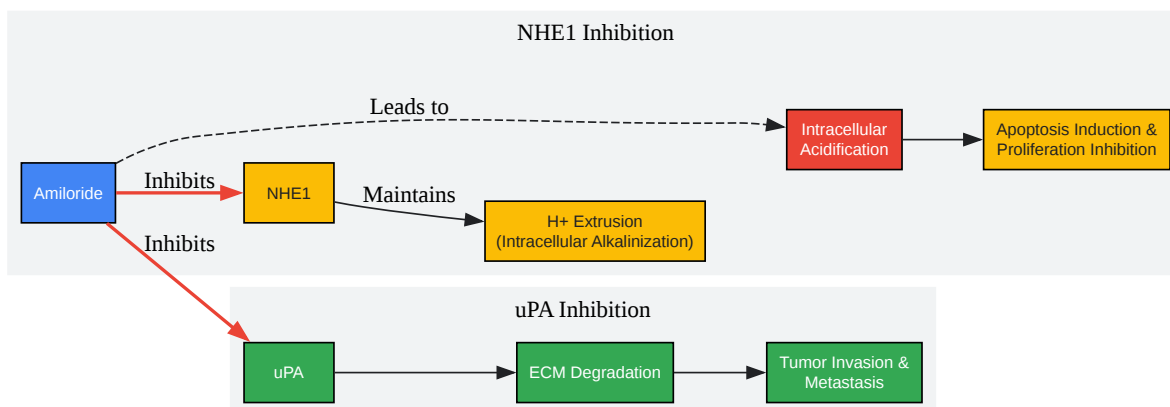 NHE1 Inhibition
Leads to
Intracellular
Acidification
Apoptosis Induction &
Proliferation Inhibition
Amiloride
Inhibits
NHE1
Maintains
H+ Extrusion
(Intracellular Alkalinization)
Inhibits
uPA Inhibition
uPA
ECM Degradation
Tumor Invasion &
Metastasis